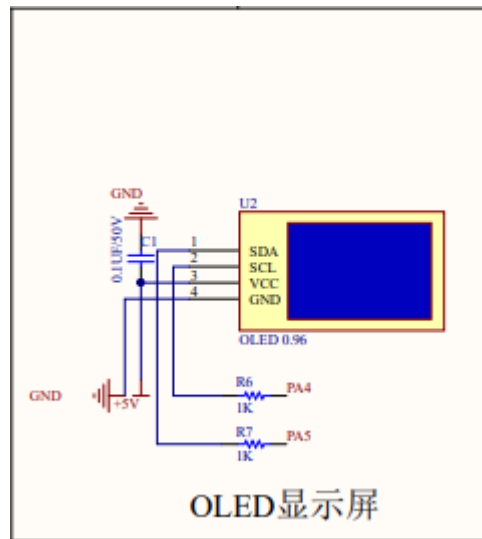 GND
U2
0.1UF/50V
C1
1
SDA
2
SCL
3
VCC
4
GND
OLED 0.96
GND
+5V
R6
PA4
1K
R7
PA5
1K
OLED显示屏